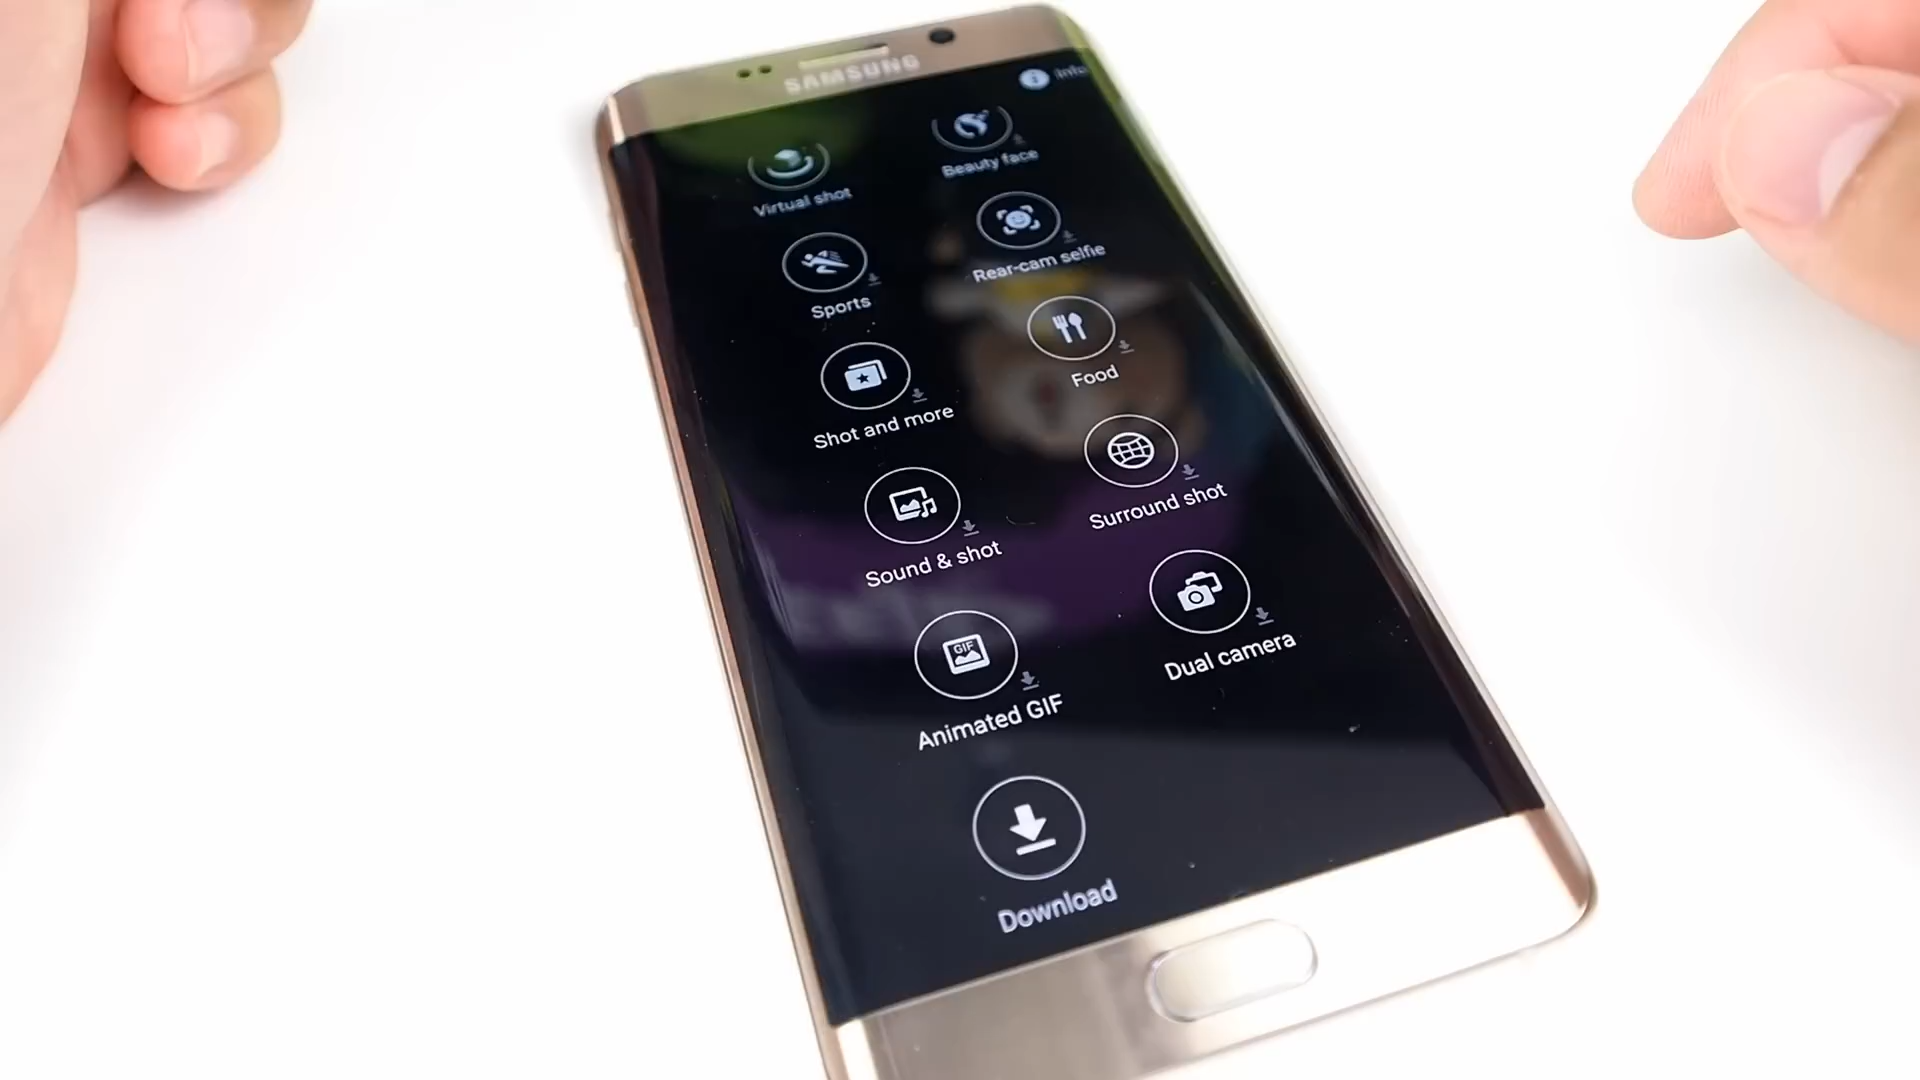 SAMSUNG
Info
Virtual shot
Beauty face
Sports
Rear-cam selfie
Shot and more
Food
Sound & shot
Surround shot
GIF
Animated GIF
Dual camera
Download